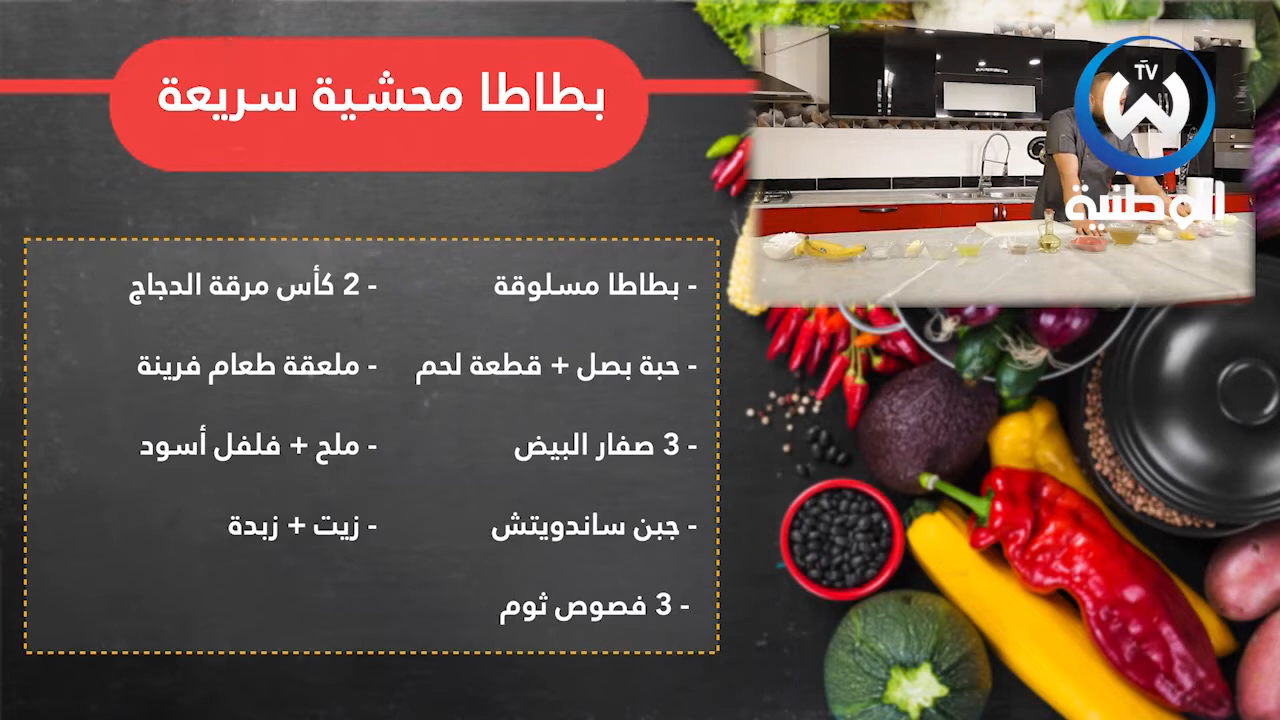 بطاطا محشية سريعة
TV
W
الوطنية
- بطاطا مسلوقة
- حبة بصل + قطعة لحم
- 3 صفار البيض
- جبن ساندويتش
- 3 فصوص ثوم
- 2 كأس مرقة الدجاج
- ملعقة طعام فرينة
- ملح + فلفل أسود
- زيت + زبدة